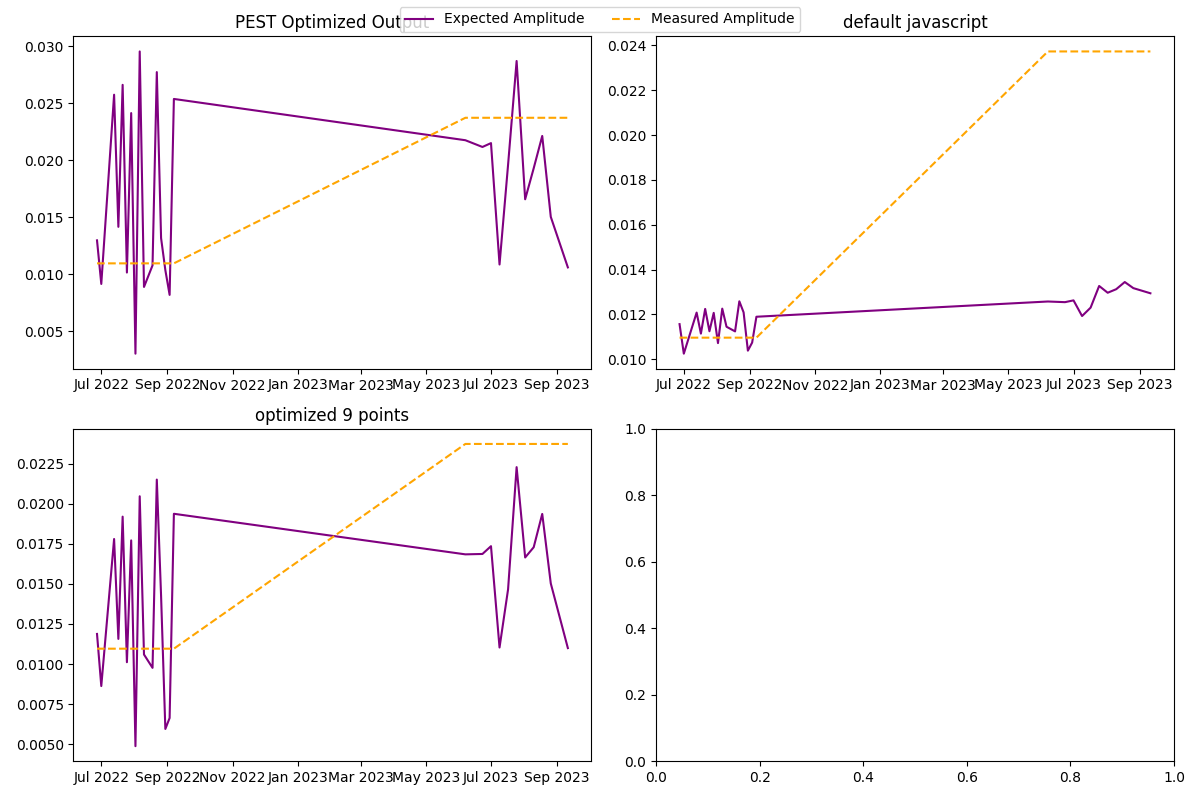 PEST Optimized Output
Expected Amplitude
Measured Amplitude
default javascript
0.030
0.025
0.020
0.015
0.010
0.005
Jul 2022
Sep 2022
Nov 2022
Jan 2023
Mar 2023
May 2023
Jul 2023
Sep 2023
0.024
0.022
0.020
0.018
0.016
0.014
0.012
0.010
Jul 2022
Sep 2022
Nov 2022
Jan 2023
Mar 2023
May 2023
Jul 2023
Sep 2023
optimized 9 points
0.0225
0.0200
0.0175
0.0150
0.0125
0.0100
0.0075
0.0050
Jul 2022
Sep 2022
Nov 2022
Jan 2023
Mar 2023
May 2023
Jul 2023
Sep 2023
1.0
0.8
0.6
0.4
0.2
0.0
0.0
0.2
0.4
0.6
0.8
1.0